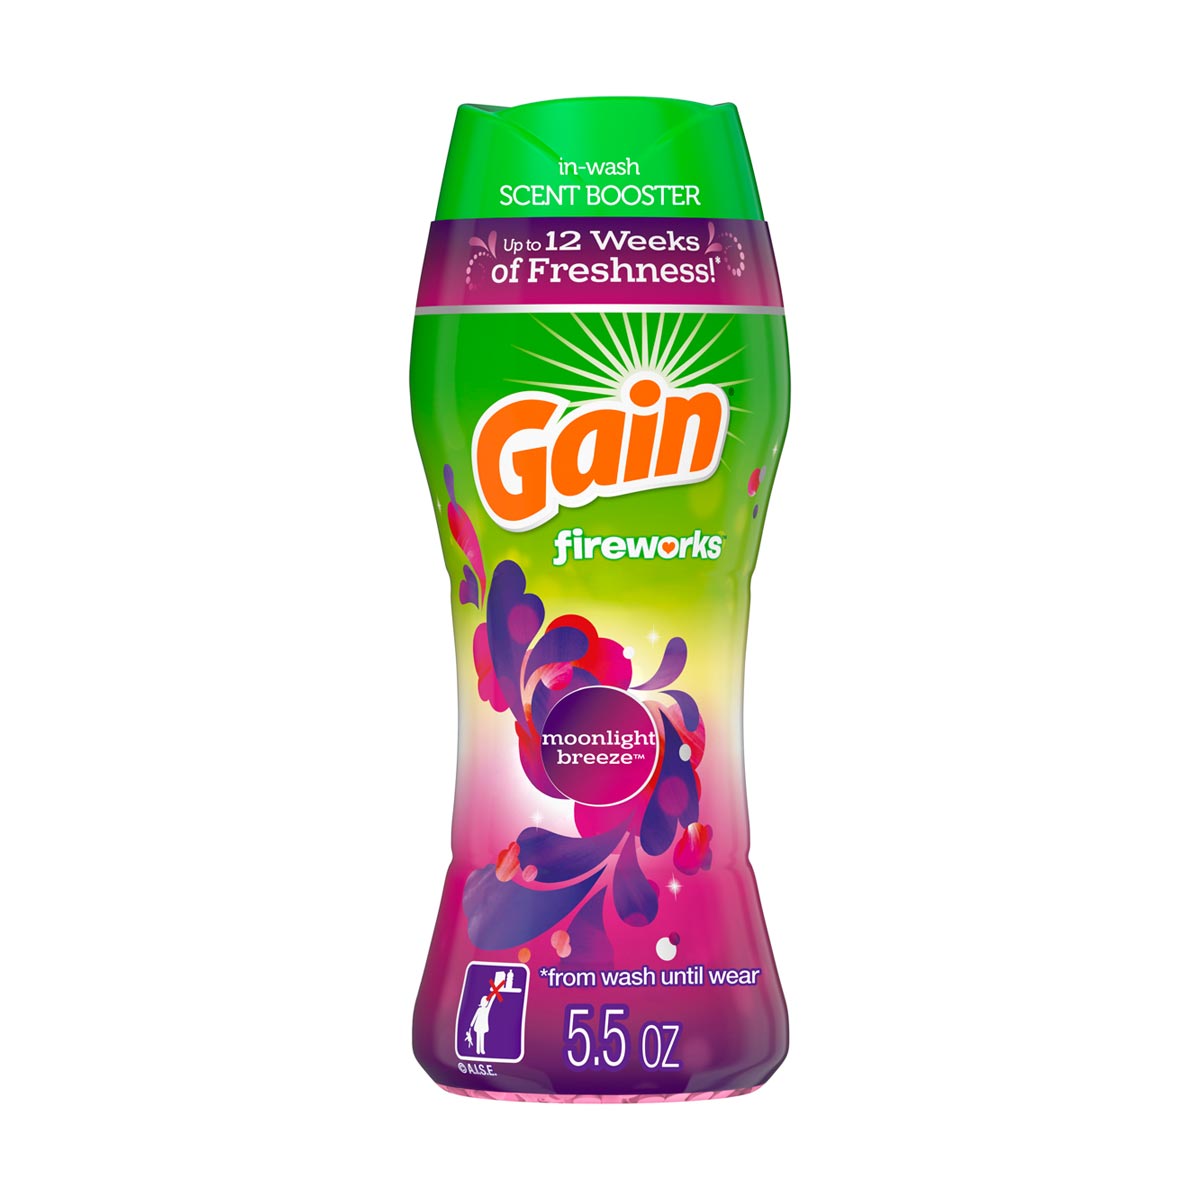 in-wash
SCENT BOOSTER
Up to 12 Weeks
of Freshness!*
Gain®
fireworks™
moonlight
breeze™
*from wash until wear
5.5 OZ
© A.I.S.E.